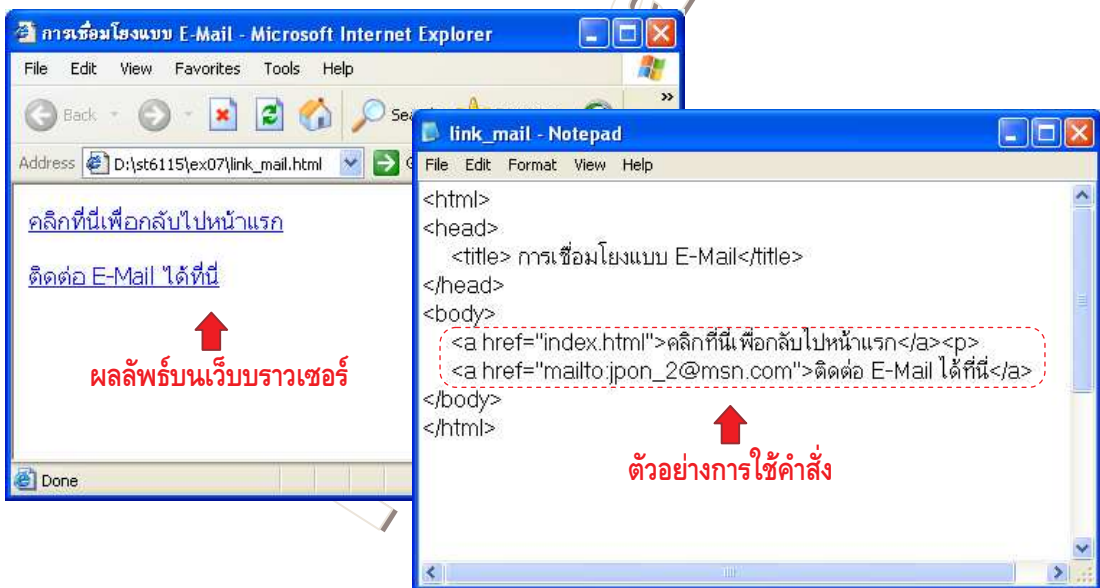 การเชื่อมโยงแบบ E-Mail - Microsoft Internet Explorer
File Edit View Favorites Tools Help
Back
Address D:\st6115\ex07\link_mail.html
คลิกที่นี่เพื่อกลับไปหน้าแรก
ติดต่อ E-Mail ได้ที่นี่
ผลลัพธ์บนเว็บบราวเซอร์
Done
link_mail - Notepad
File Edit Format View Help
<html>
<head>
<title> การเชื่อมโยงแบบ E-Mail</title>
</head>
<body>
<a href="index.html">คลิกที่นี่เพื่อกลับไปหน้าแรก</a><p>
<a href="mailto:jpon_2@msn.com">ติดต่อ E-Mail ได้ที่นี่</a>
</body>
</html>
ตัวอย่างการใช้คำสั่ง